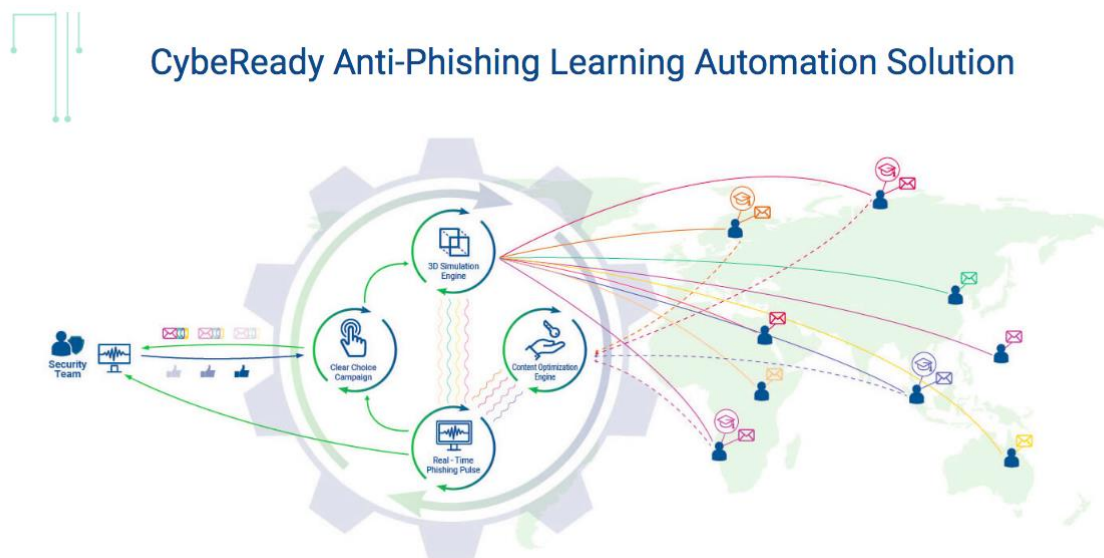 CybeReady Anti-Phishing Learning Automation Solution
3D Simulation
Engine
Security
Team
Clear Choice
Campaign
Content Optimization
Engine
Real - Time
Phishing Pulse